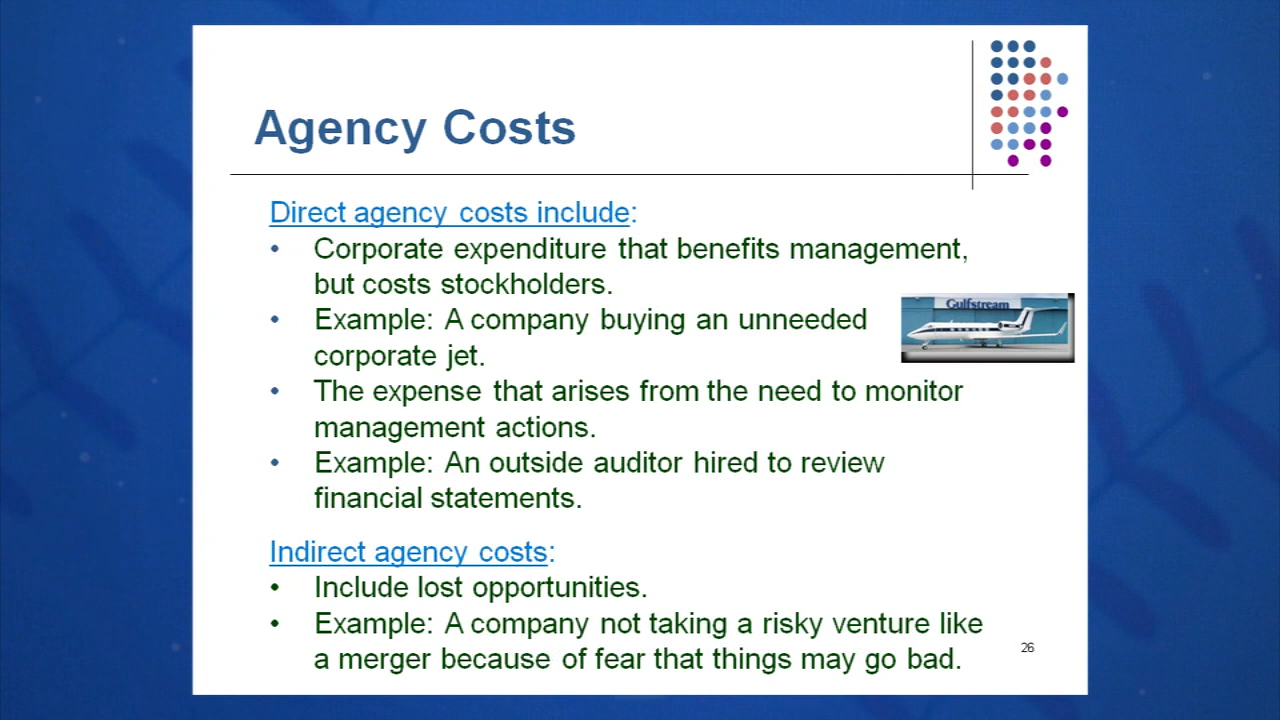 Agency Costs
Direct agency costs include:
• Corporate expenditure that benefits management,
but costs stockholders.
• Example: A company buying an unneeded
corporate jet.
Gulfstream
• The expense that arises from the need to monitor
management actions.
• Example: An outside auditor hired to review
financial statements.
Indirect agency costs:
• Include lost opportunities.
• Example: A company not taking a risky venture like
a merger because of fear that things may go bad.
26